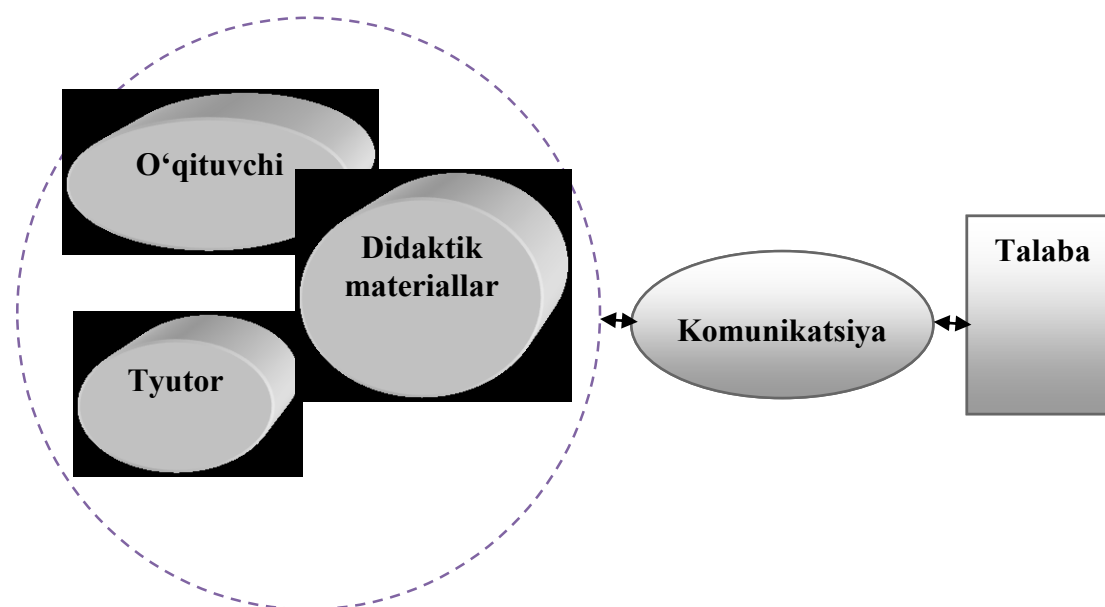 O‘qituvchi
Didaktik
materiallar
Tyutor
Komunikatsiya
Talaba